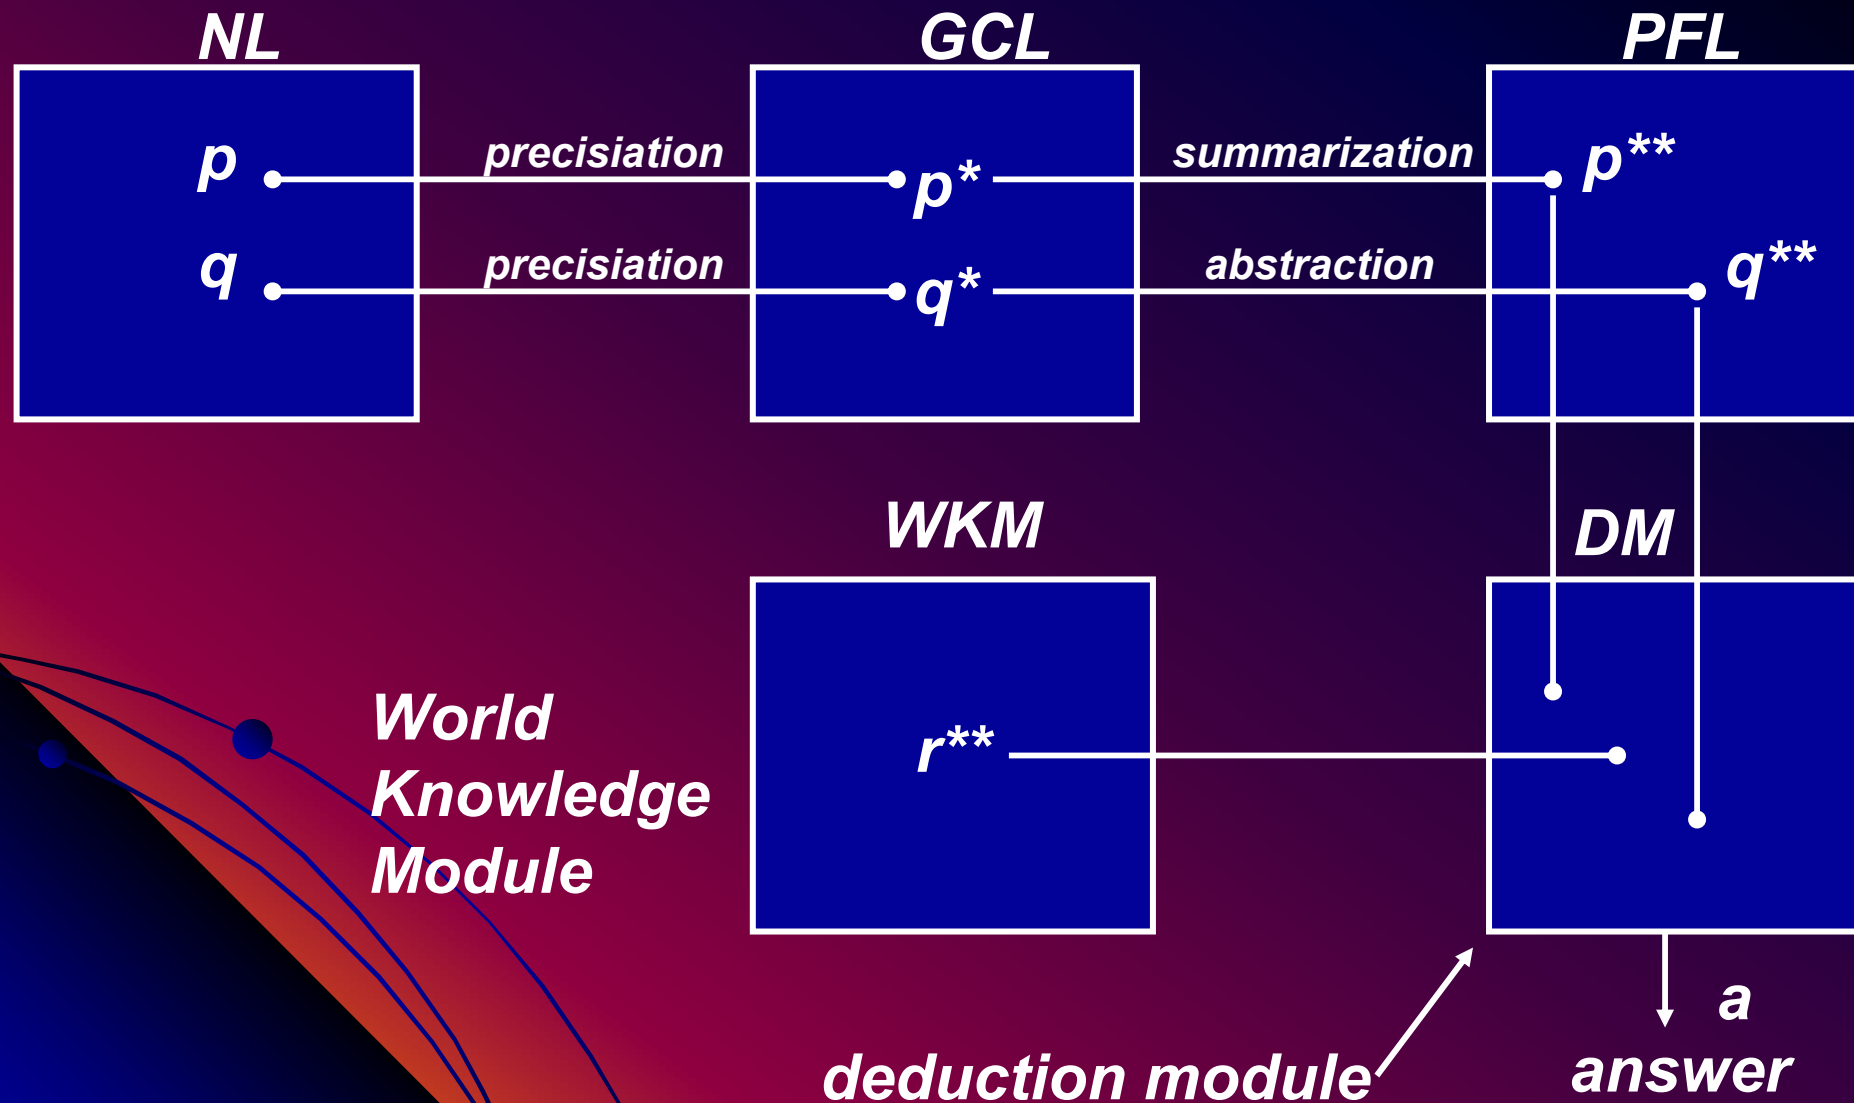 NL GCL PFL
p precisiation p* summarization p**
q precisiation q* abstraction q**
WKM DM
World
Knowledge
Module
r**
a
deduction module answer